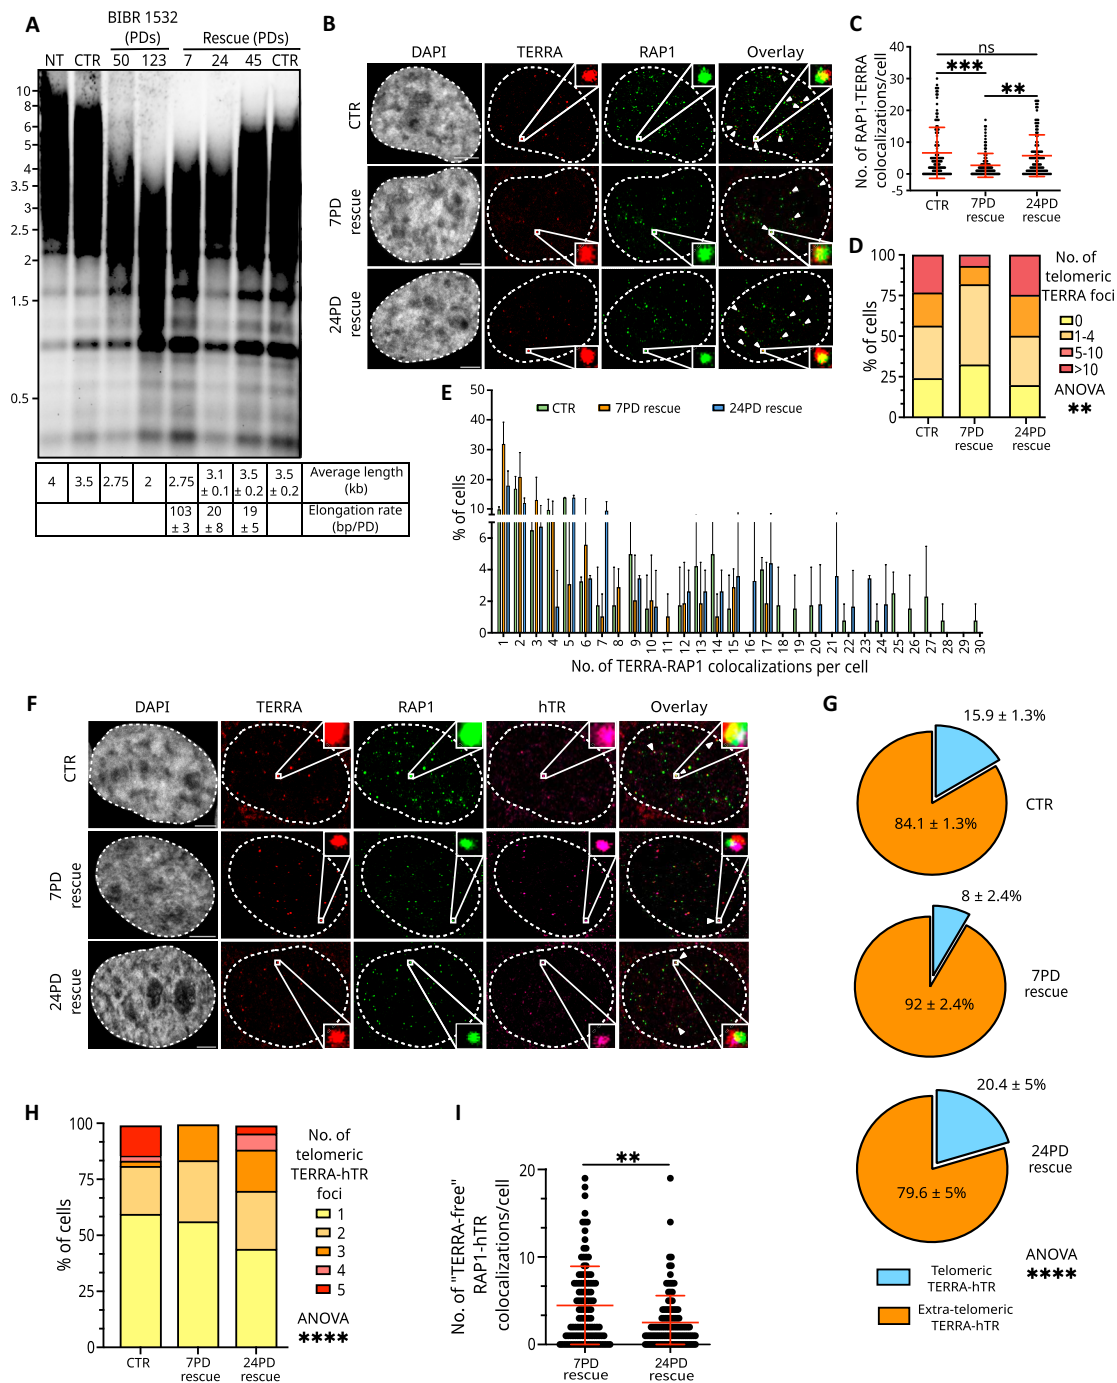 A
BIBR 1532
(PDs)
Rescue (PDs)
NT CTR 50 123 7 24 45 CTR
10
8
6
5
4
3.5
3
2.5
2
1.5
1
0.5
4 3.5 2.75 2 2.75 3.1 ± 0.1 3.5 ± 0.2 3.5 ± 0.2 Average length (kb)
103 ± 3 20 ± 8 19 ± 5 Elongation rate (bp/PD)
B
DAPI TERRA RAP1 Overlay
CTR
7PD rescue
24PD rescue
C
No. of RAP1-TERRA
colocalizations/cell
40
30
20
10
0
-5
ns
***
**
CTR 7PD rescue 24PD rescue
D
% of cells
100
75
50
25
0
CTR 7PD rescue 24PD rescue
No. of
telomeric
TERRA foci
0
1-4
5-10
>10
ANOVA
**
E
% of cells
50
40
30
20
10
6
4
2
0
CTR 7PD rescue 24PD rescue
1 2 3 4 5 6 7 8 9 10 11 12 13 14 15 16 17 18 19 20 21 22 23 24 25 26 27 28 29 30
No. of TERRA-RAP1 colocalizations per cell
F
DAPI TERRA RAP1 hTR Overlay
CTR
7PD rescue
24PD rescue
G
15.9 ± 1.3%
84.1 ± 1.3%
CTR
8 ± 2.4%
92 ± 2.4%
7PD
rescue
20.4 ± 5%
79.6 ± 5%
24PD
rescue
ANOVA
****
Telomeric
TERRA-hTR
Extra-telomeric
TERRA-hTR
H
% of cells
100
75
50
25
0
CTR 7PD rescue 24PD rescue
No. of
telomeric
TERRA-hTR
foci
1
2
3
4
5
ANOVA
****
I
No. of "TERRA-free"
RAP1-hTR
colocalizations/cell
20
10
0
**
7PD rescue 24PD rescue